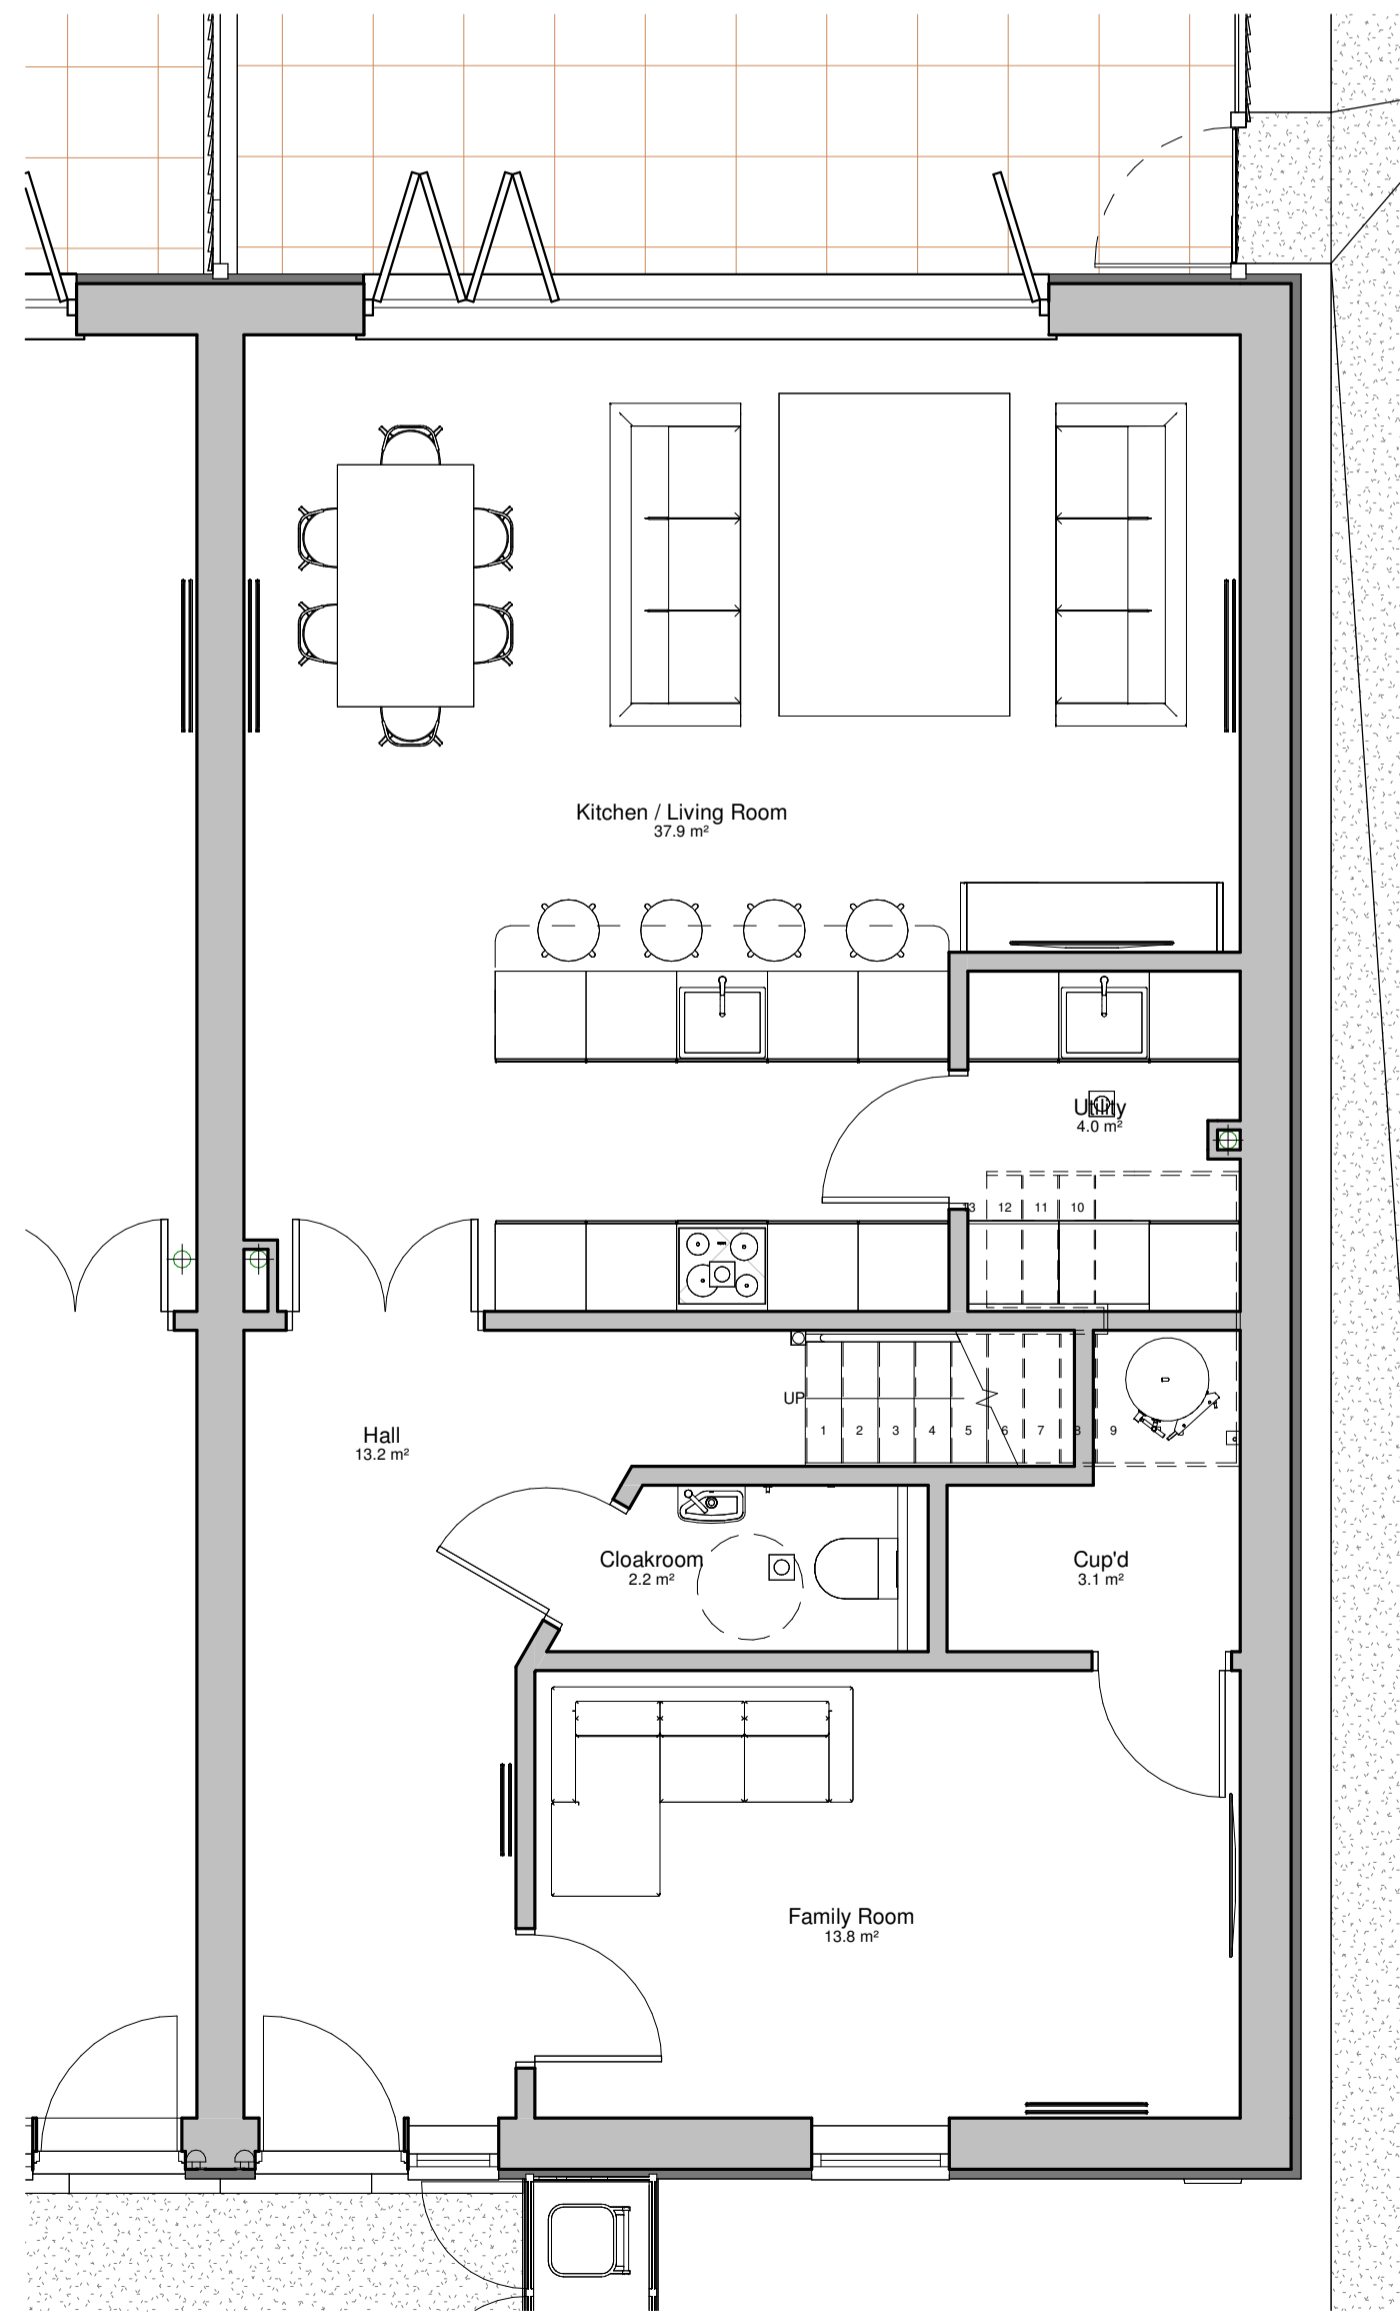 Kitchen / Living Room
37.9 m²
Utility
4.0 m²
13 12 11 10
UP
1 2 3 4 5 6 7 8 9
Hall
13.2 m²
Cloakroom
2.2 m²
Cup'd
3.1 m²
Family Room
13.8 m²